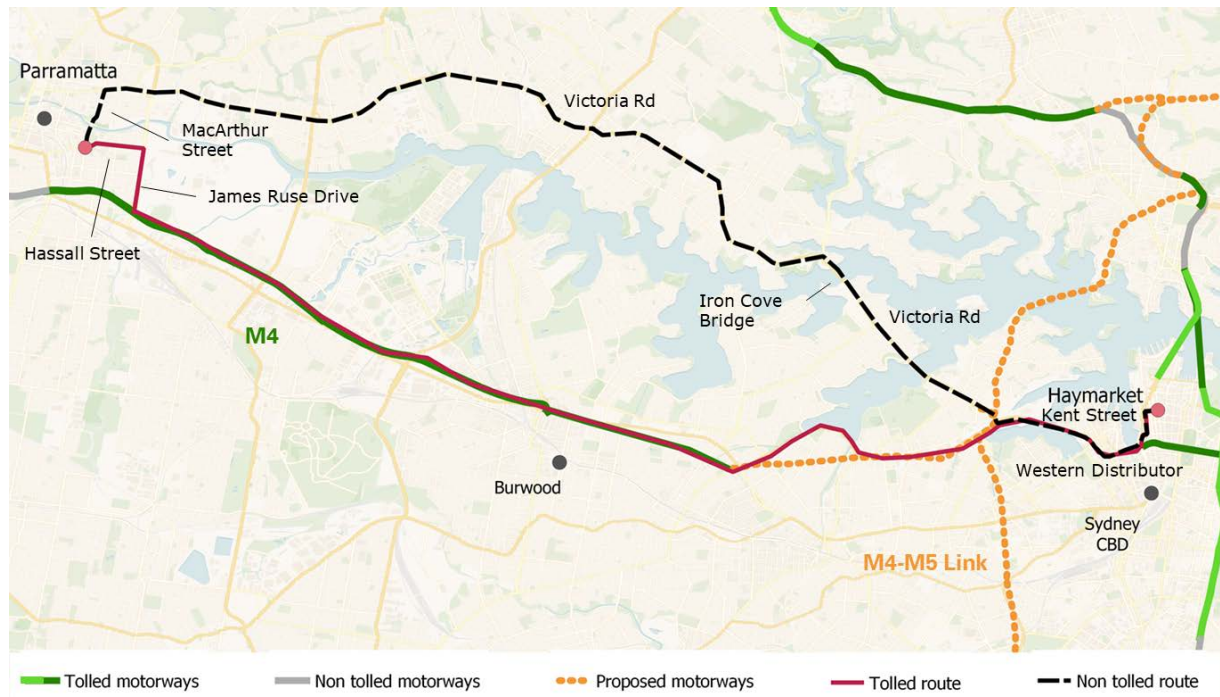 Parramatta
MacArthur
Street
James Ruse Drive
Hassall Street
M4
Victoria Rd
Iron Cove
Bridge
Victoria Rd
Burwood
Haymarket
Kent Street
Western Distributor
Sydney
CBD
M4-M5 Link
Tolled motorways
Non tolled motorways
Proposed motorways
Tolled route
Non tolled route